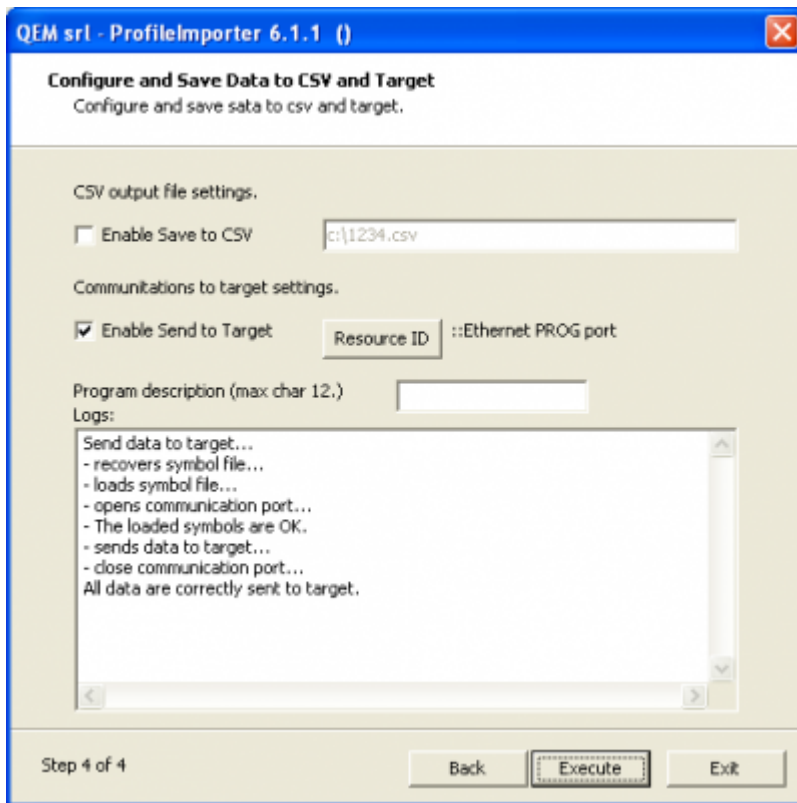 QEM srl - ProfileImporter 6.1.1 ()
Configure and Save Data to CSV and Target
Configure and save sata to csv and target.
CSV output file settings.
Enable Save to CSV
c:\1234.csv
Communitations to target settings.
Enable Send to Target
Resource ID
::Ethernet PROG port
Program description (max char 12.)
Logs:
Send data to target...
- recovers symbol file...
- loads symbol file...
- opens communication port...
- The loaded symbols are OK.
- sends data to target...
- close communication port...
All data are correctly sent to target.
Step 4 of 4
Back
Execute
Exit